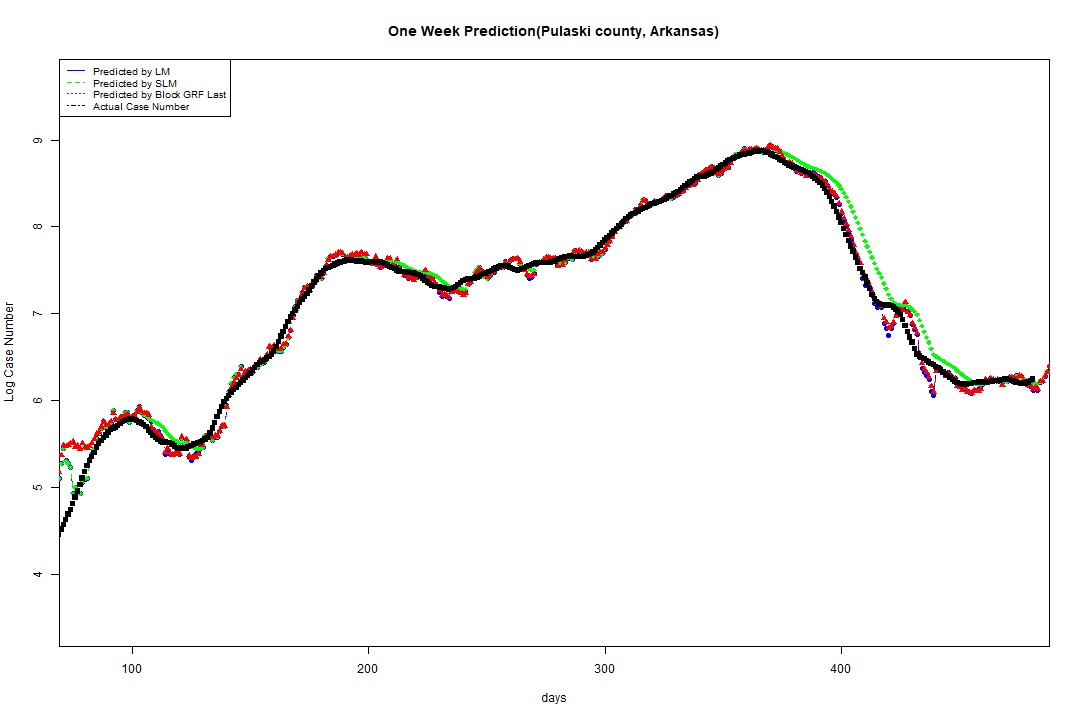 One Week Prediction(Pulaski county, Arkansas)
Predicted by LM
Predicted by SLM
Predicted by Block GRF Last
Actual Case Number
9
8
7
6
5
4
Log Case Number
100 200 300 400
days